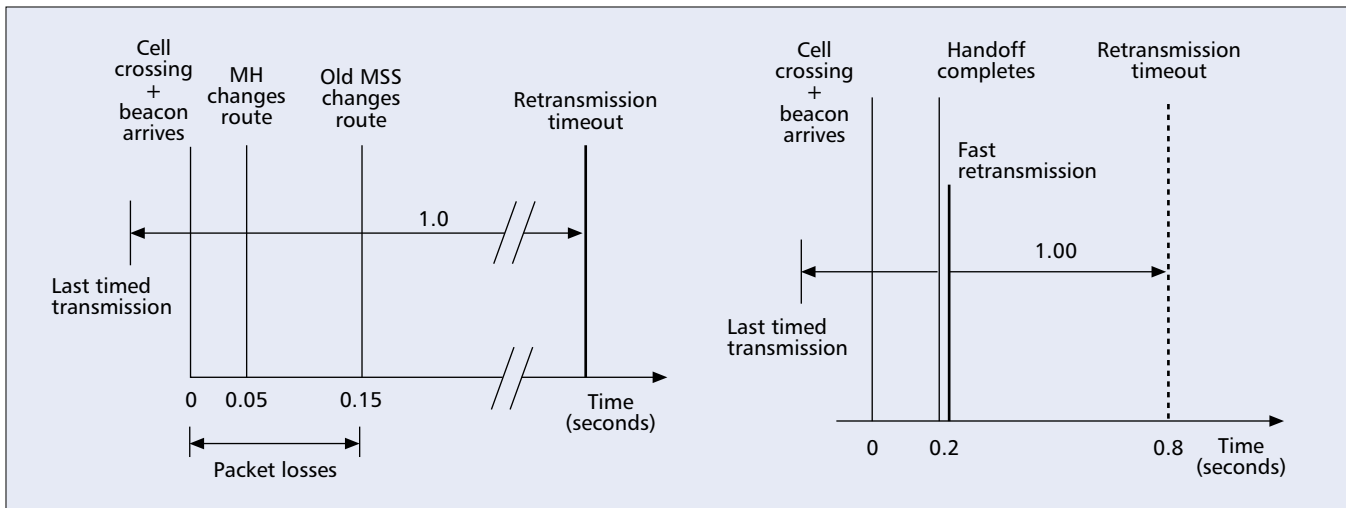 Cell
crossing
+
beacon
arrives
MH
changes
route
Old MSS
changes
route
Retransmission
timeout
1.0
Last timed
transmission
0
0.05
0.15
Time
(seconds)
Packet losses
Cell
crossing
+
beacon
arrives
Handoff
completes
Retransmission
timeout
Fast
retransmission
1.00
Last timed
transmission
0
0.2
0.8
Time
(seconds)